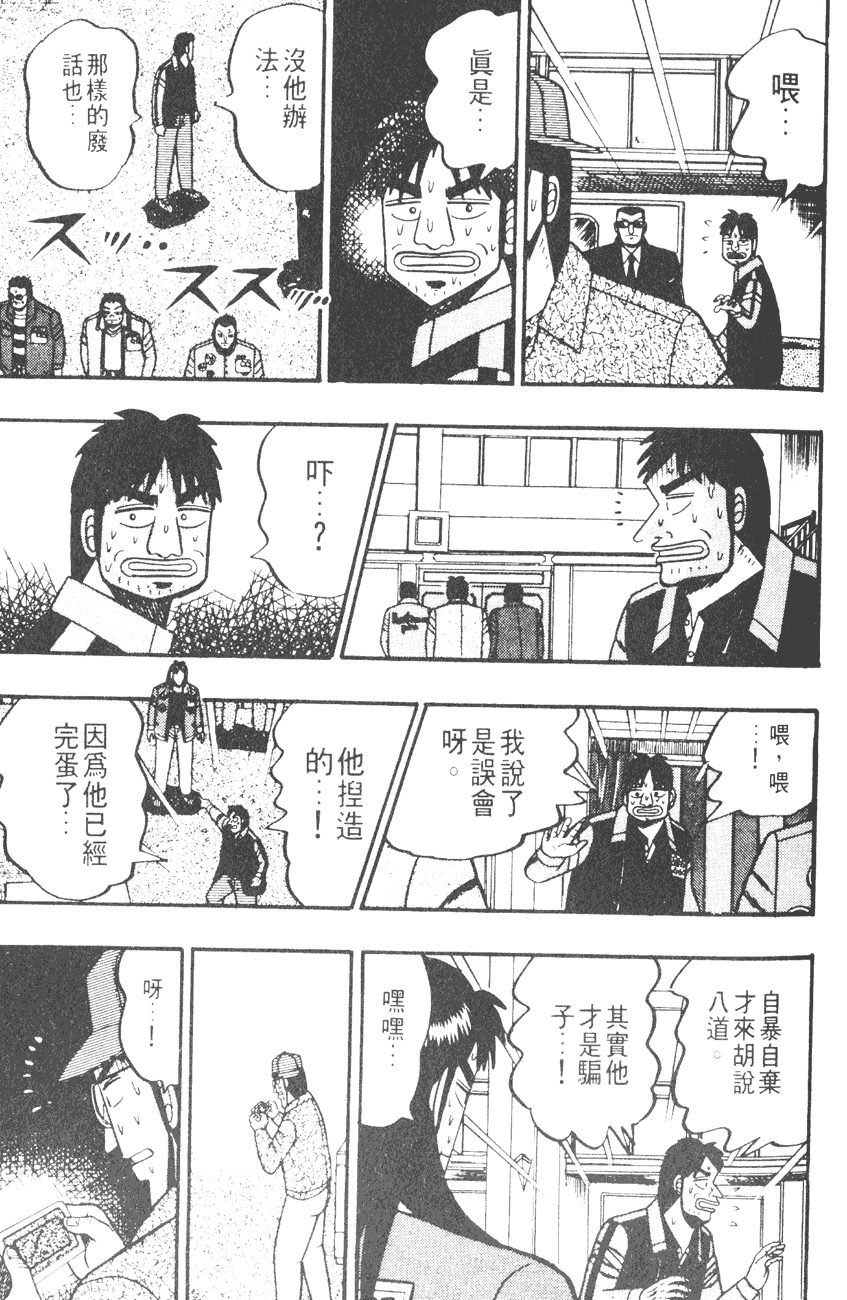 喂…
眞是…
沒他辦
法…
那樣的廢
話也…
ス…
スス…
吓…?
喂,喂
…!
我說了
是誤會
呀。
他捏造
的…!
因爲他已經
完蛋了…
自暴自棄
才來胡說
八道。
其實他
才是騙
子…!
嘿嘿…
呀…!